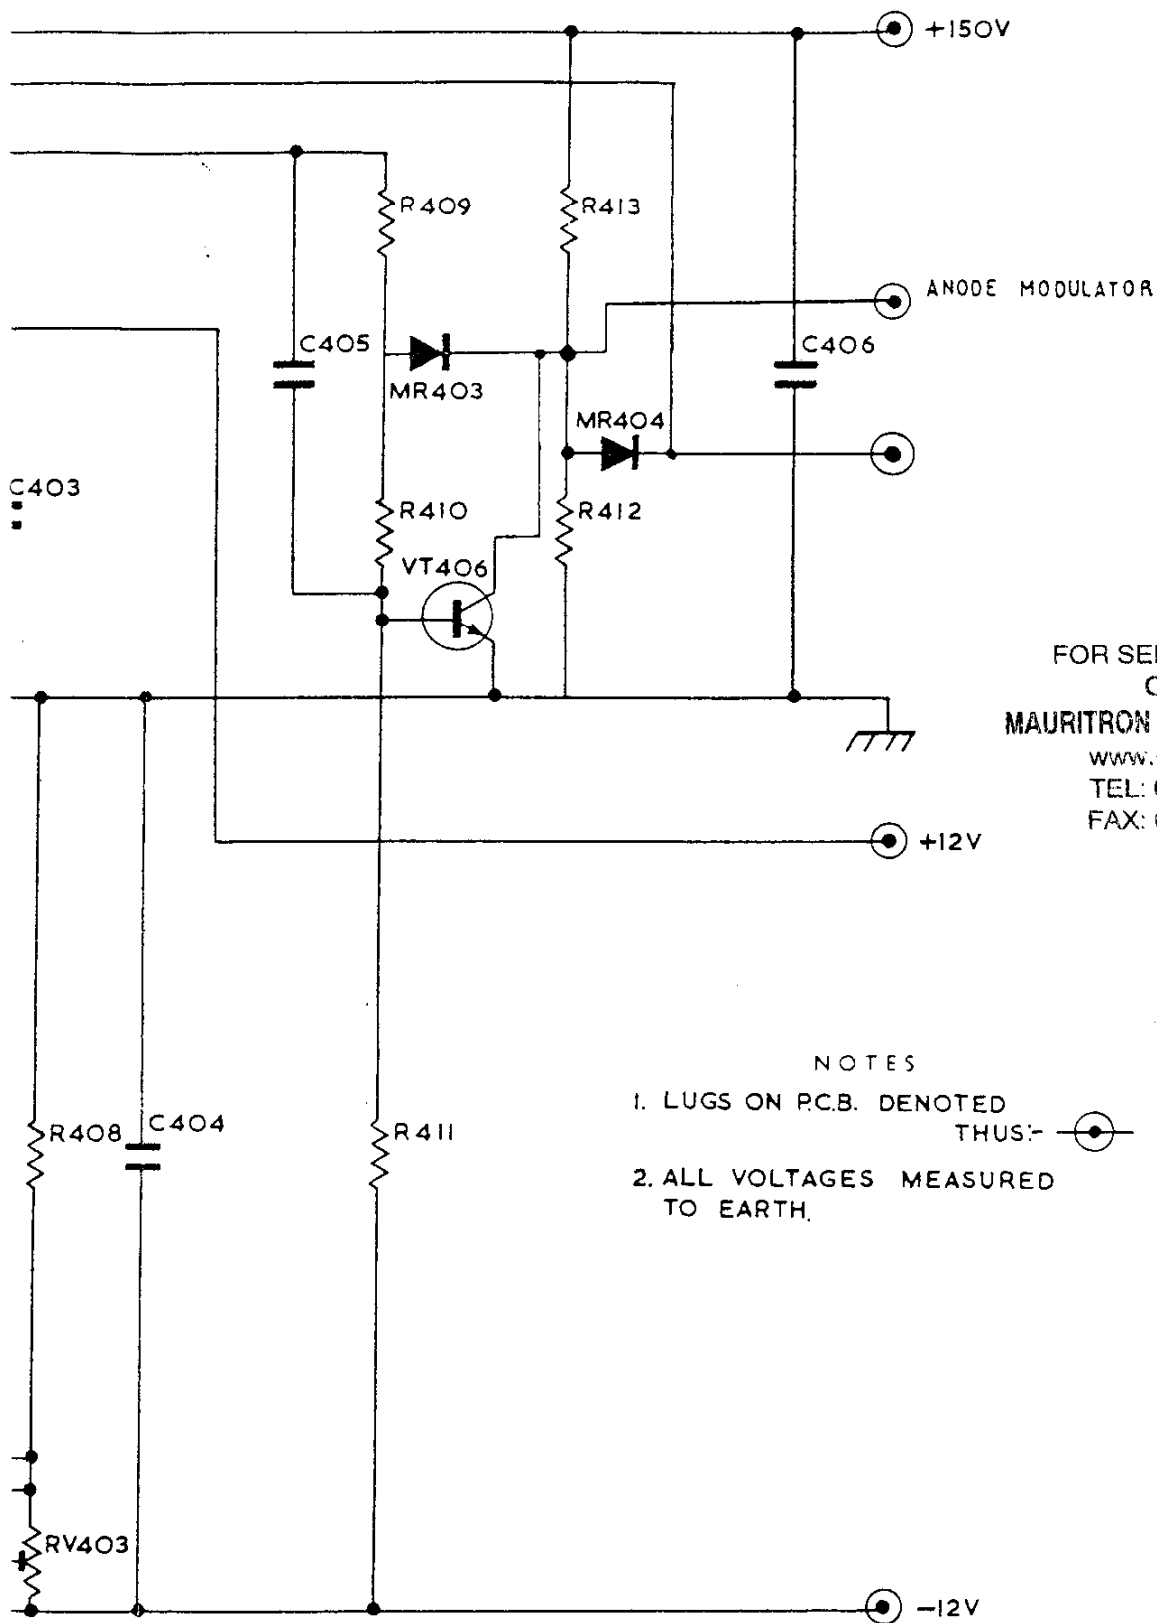 +150V
R409
R413
ANODE MODULATOR
C405
C406
MR403
MR404
C403
R410
R412
VT406
FOR
MAURITRON
www.
TEL:
FAX:
+12V
NOTES
1. LUGS ON P.C.B. DENOTED
THUS:-
R408
C404
R411
2. ALL VOLTAGES MEASURED
TO EARTH.
RV403
-12V